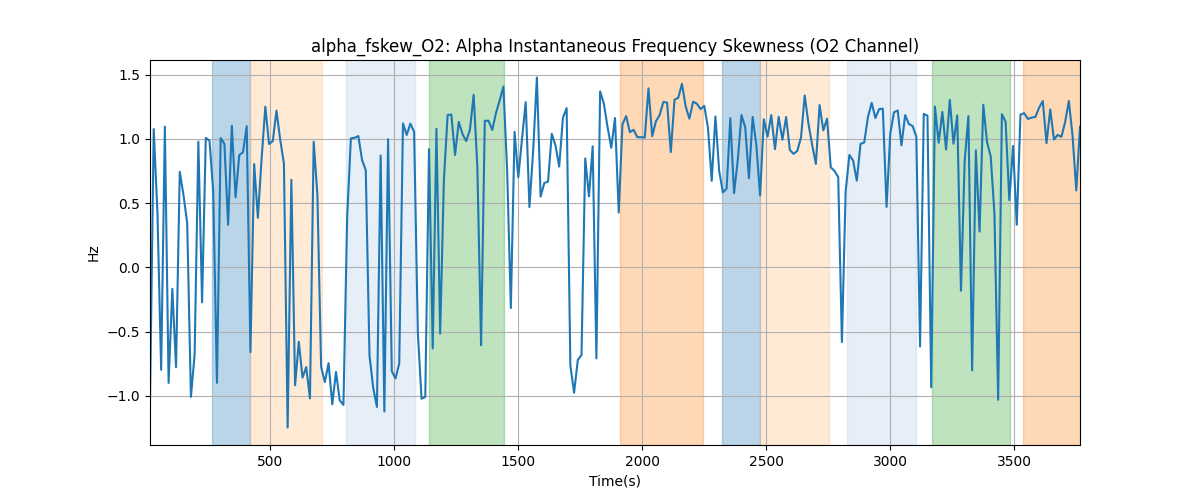 alpha_fskew_O2: Alpha Instantaneous Frequency Skewness (O2 Channel)
1.5
1.0
0.5
0.0
−0.5
−1.0
Hz
500 1000 1500 2000 2500 3000 3500
Time(s)